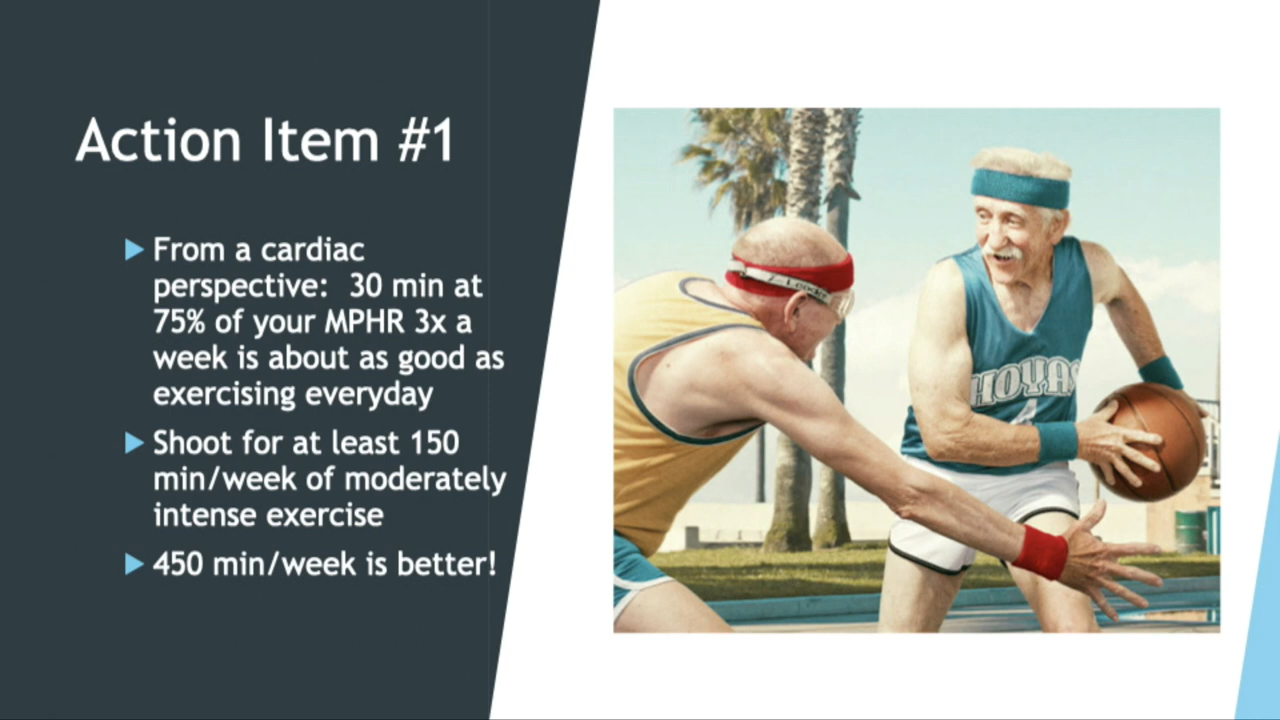 Action Item #1
From a cardiac
perspective: 30 min at
75% of your MPHR 3x a
week is about as good as
exercising everyday
Shoot for at least 150
min/week of moderately
intense exercise
450 min/week is better!
HOYAS